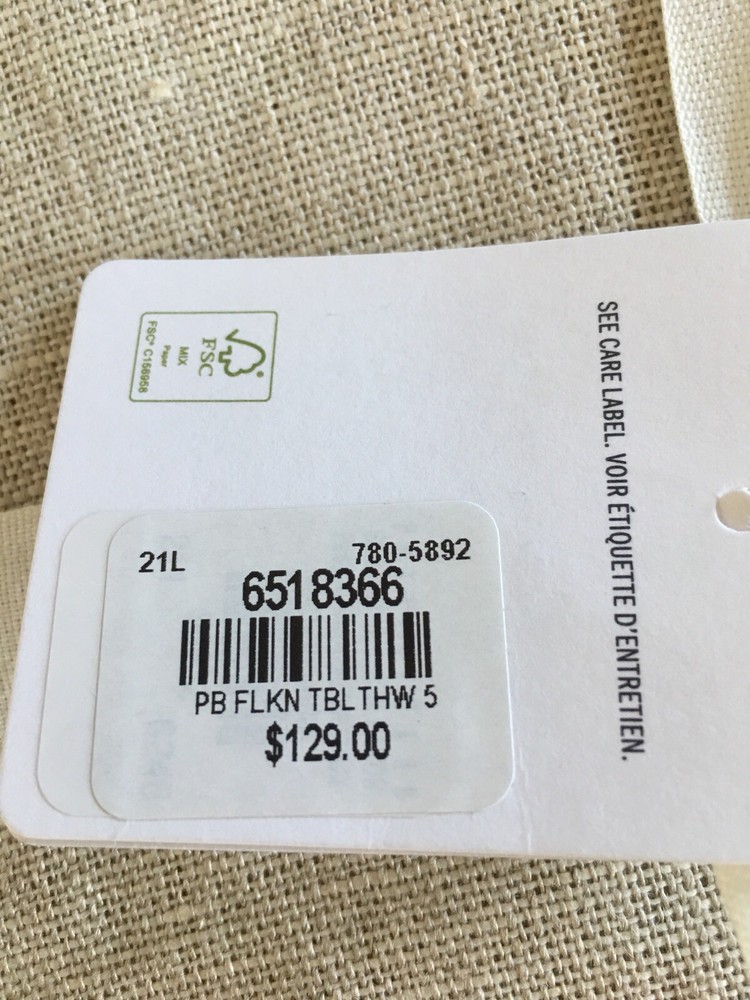 FSC
MIX
Paper
FSC® C156958
SEE CARE LABEL. VOIR ÉTIQUETTE D'ENTRETIEN.
21L 780-5892
6518366
PB FLKN TBLTHW 5
$129.00